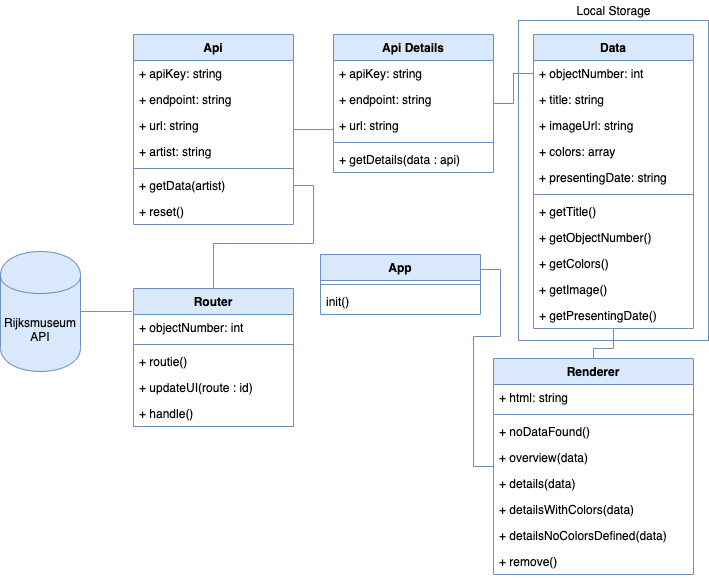 Local Storage
Api
+ apiKey: string
+ endpoint: string
+ url: string
+ artist: string
+ getData(artist)
+ reset()
Api Details
+ apiKey: string
+ endpoint: string
+ url: string
+ getDetails(data : api)
Data
+ objectNumber: int
+ title: string
+ imageUrl: string
+ colors: array
+ presentingDate: string
+ getTitle()
+ getObjectNumber()
+ getColors()
+ getImage()
+ getPresentingDate()
Rijksmuseum
API
Router
+ objectNumber: int
+ routie()
+ updateUI(route : id)
+ handle()
App
init()
Renderer
+ html: string
+ noDataFound()
+ overview(data)
+ details(data)
+ detailsWithColors(data)
+ detailsNoColorsDefined(data)
+ remove()